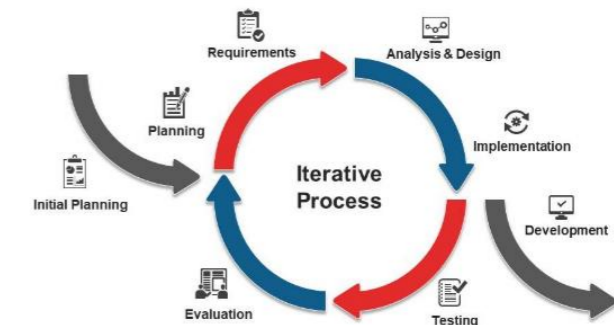 Requirements
Analysis & Design
Planning
Implementation
Iterative
Process
Initial Planning
Development
Evaluation
Testing